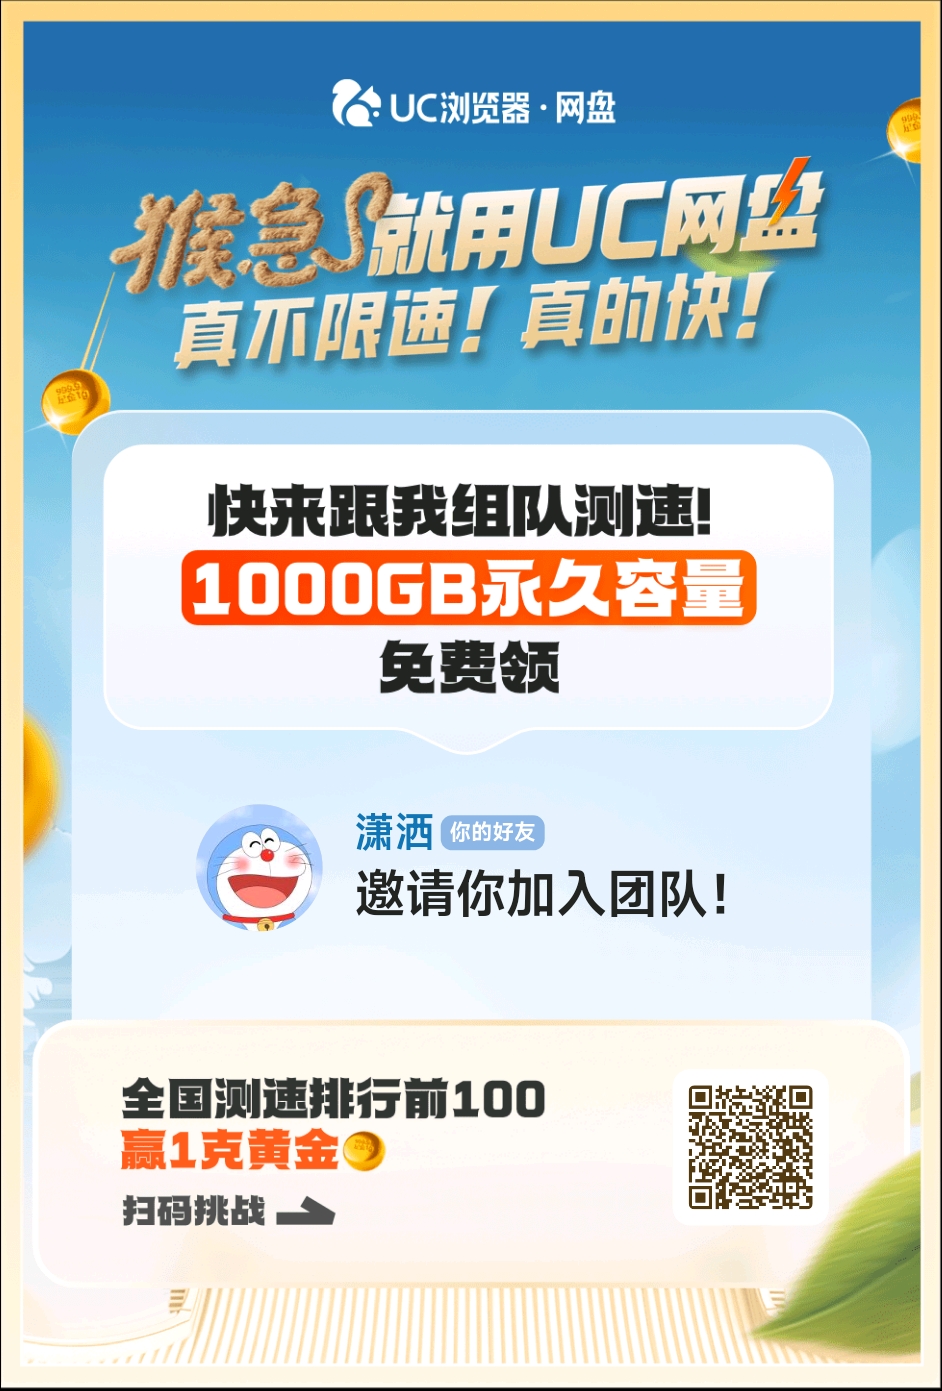 UC浏览器·网盘
猴急就用UC网盘
真不限速！真的快！
快来跟我组队测速！
1000GB永久容量
免费领
潇洒 你的好友
邀请你加入团队！
全国测速排行前100
赢1克黄金
扫码挑战